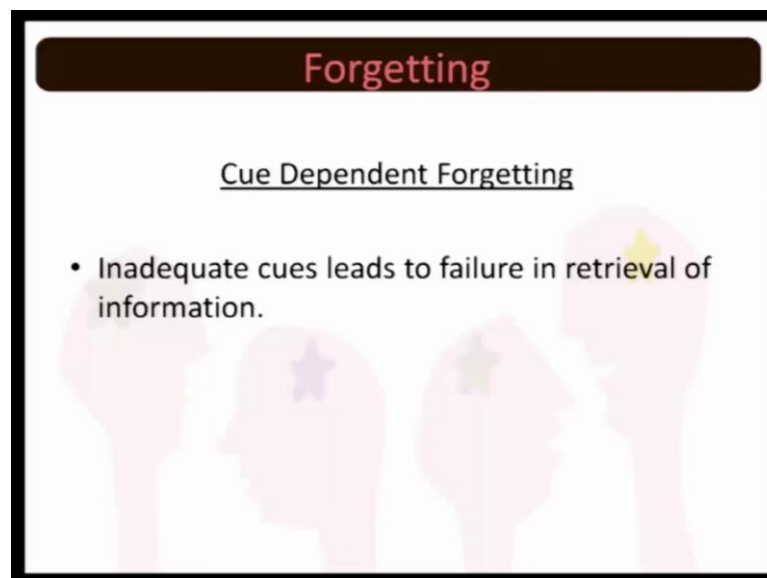 Forgetting
Cue Dependent Forgetting
• Inadequate cues leads to failure in retrieval of
information.